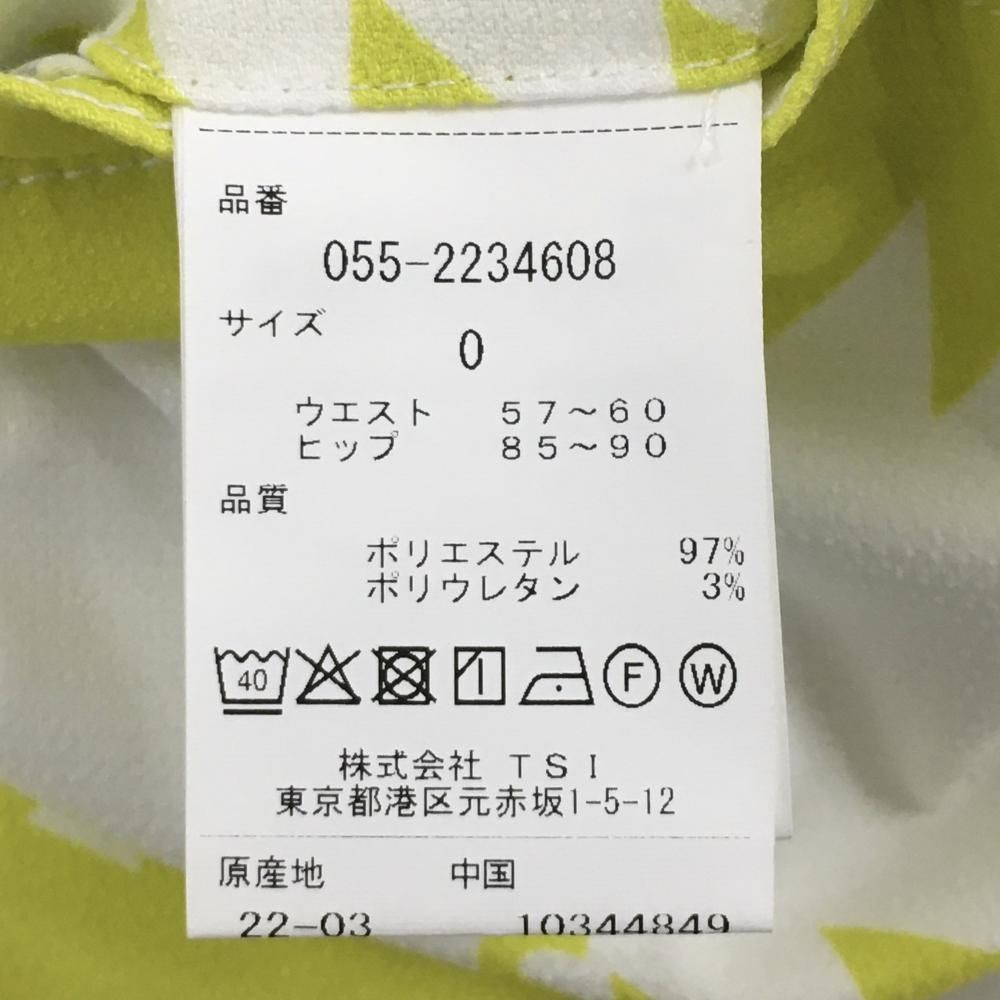 品番
055-2234608
サイズ
0
ウエスト 57～60
ヒップ 85～90
品質
ポリエステル 97%
ポリウレタン 3%
40 F W
株式会社 TSI
東京都港区元赤坂1-5-12
原産地 中国
22-03 10344849